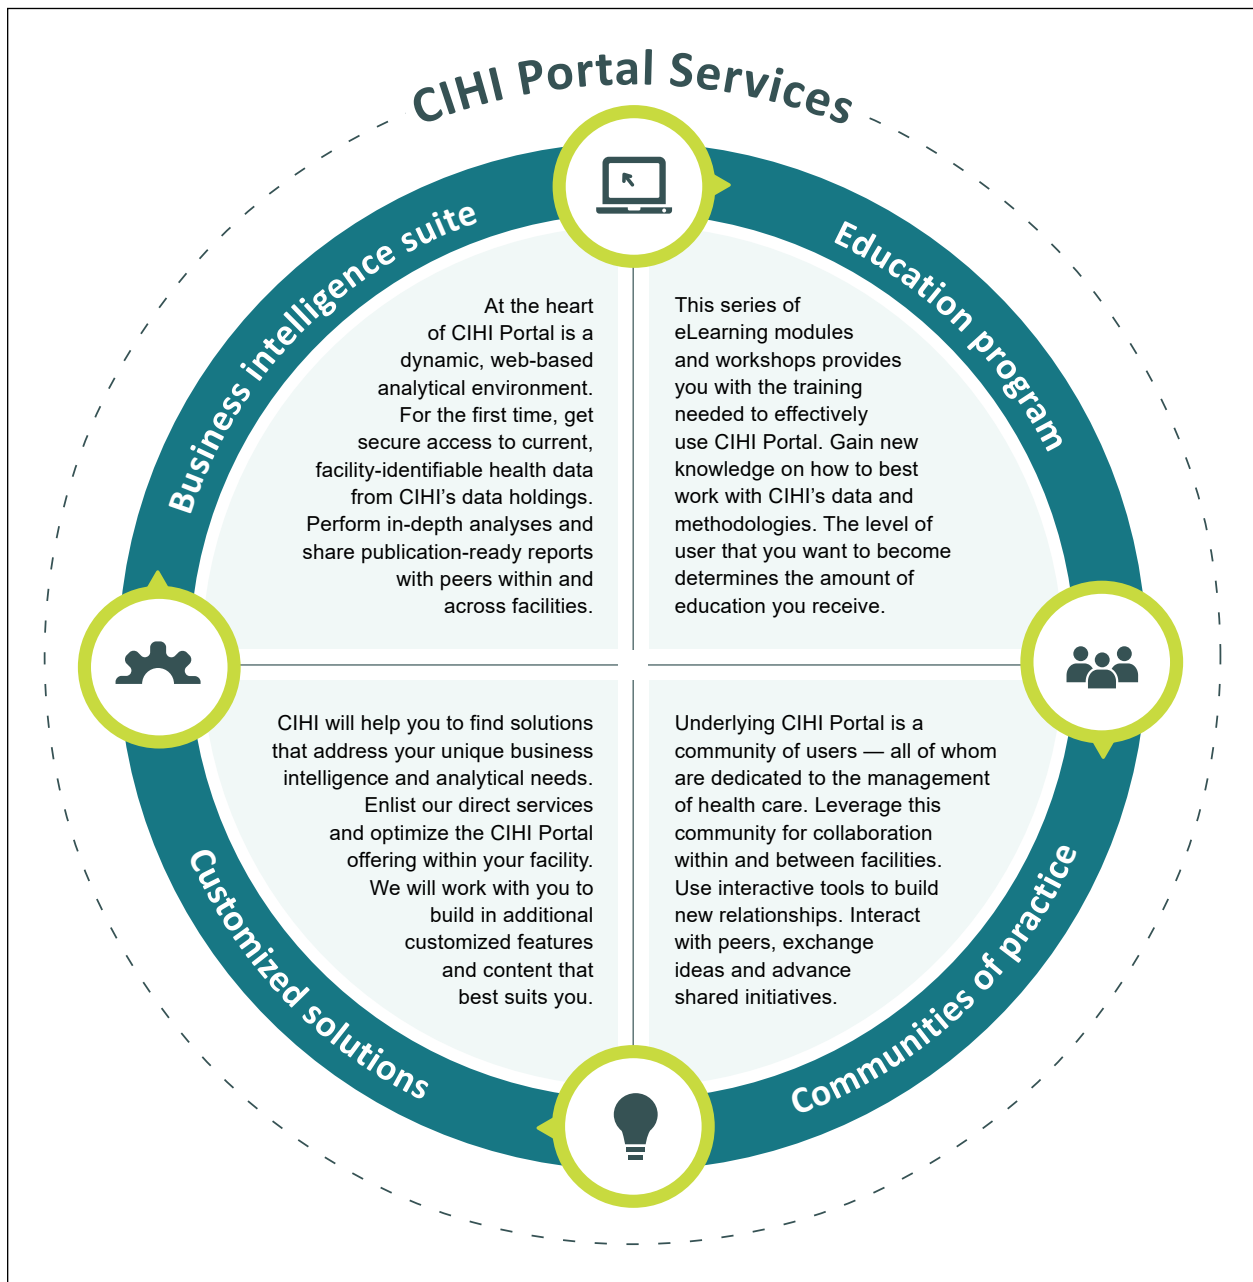 CIHI Portal Services
Business intelligence suite
At the heart
of CIHI Portal is a
dynamic, web-based
analytical environment.
For the first time, get
secure access to current,
facility-identifiable health data
from CIHI’s data holdings.
Perform in-depth analyses and
share publication-ready reports
with peers within and
across facilities.
Education program
This series of
eLearning modules
and workshops provides
you with the training
needed to effectively
use CIHI Portal. Gain new
knowledge on how to best
work with CIHI’s data and
methodologies. The level of
user that you want to become
determines the amount of
education you receive.
Customized solutions
CIHI will help you to find solutions
that address your unique business
intelligence and analytical needs.
Enlist our direct services
and optimize the CIHI Portal
offering within your facility.
We will work with you to
build in additional
customized features
and content that
best suits you.
Communities of practice
Underlying CIHI Portal is a
community of users — all of whom
are dedicated to the management
of health care. Leverage this
community for collaboration
within and between facilities.
Use interactive tools to build
new relationships. Interact
with peers, exchange
ideas and advance
shared initiatives.